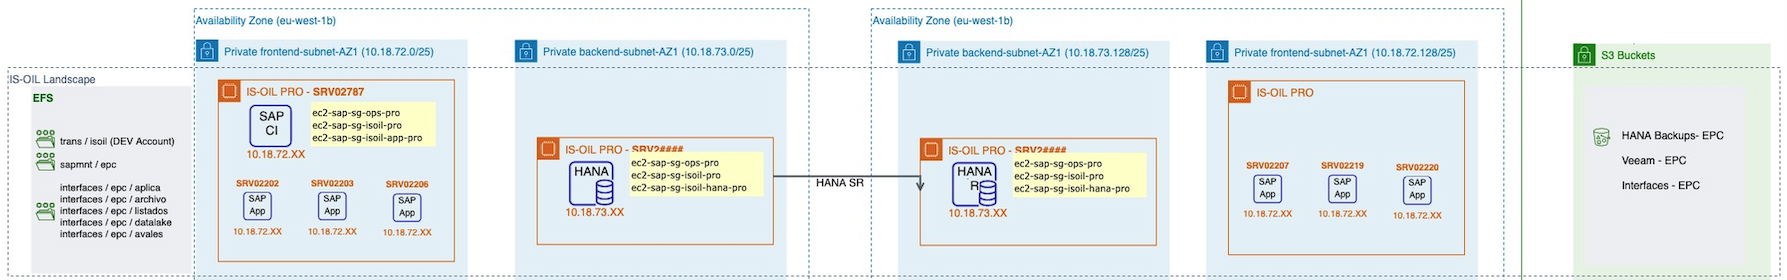 Availability Zone (eu-west-1b)
Availability Zone (eu-west-1b)
Private frontend-subnet-AZ1 (10.18.72.0/25)
Private backend-subnet-AZ1 (10.18.73.0/25)
Private backend-subnet-AZ1 (10.18.73.128/25)
Private frontend-subnet-AZ1 (10.18.72.128/25)
S3 Buckets
IS-OIL Landscape
EFS
trans / isoil (DEV Account)
sapmnt / epc
interfaces / epc / aplica
interfaces / epc / archivo
interfaces / epc / listados
interfaces / epc / datalake
interfaces / epc / avales
IS-OIL PRO - SRV02787
SAP
CI
10.18.72.XX
ec2-sap-sg-ops-pro
ec2-sap-sg-isoil-pro
ec2-sap-sg-isoil-app-pro
SRV02202
SAP
App
10.18.72.XX
SRV02203
SAP
App
10.18.72.XX
SRV02206
SAP
App
10.18.72.XX
IS-OIL PRO - SRV2####
HANA
10.18.73.XX
ec2-sap-sg-ops-pro
ec2-sap-sg-isoil-pro
ec2-sap-sg-isoil-hana-pro
HANA SR
IS-OIL PRO - SRV2####
HANA
R
10.18.73.XX
ec2-sap-sg-ops-pro
ec2-sap-sg-isoil-pro
ec2-sap-sg-isoil-hana-pro
IS-OIL PRO
SRV02207
SAP
App
10.18.72.XX
SRV02219
SAP
App
10.18.72.XX
SRV02220
SAP
App
10.18.72.XX
HANA Backups- EPC
Veeam - EPC
Interfaces - EPC